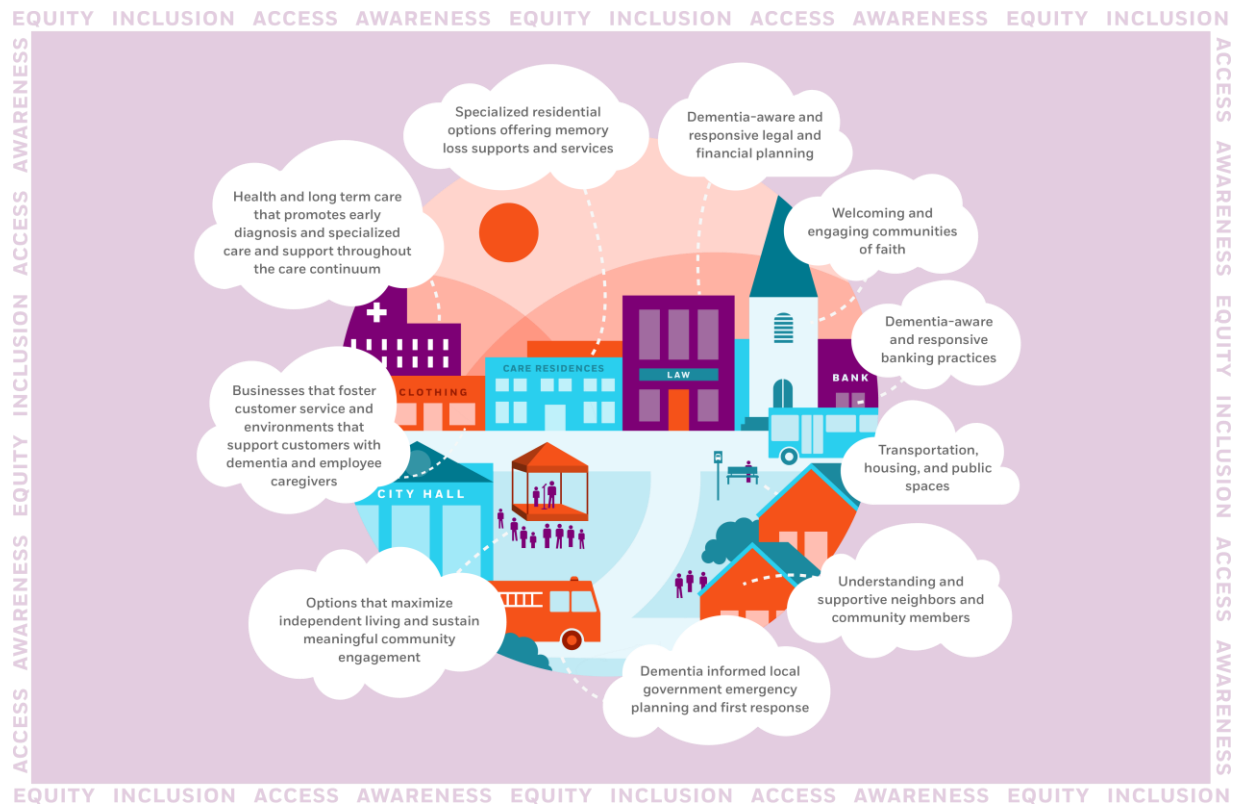 EQUITY INCLUSION ACCESS AWARENESS EQUITY INCLUSION ACCESS AWARENESS EQUITY INCLUSION
ACCESS AWARENESS EQUITY INCLUSION ACCESS AWARENESS
ACCESS AWARENESS EQUITY INCLUSION ACCESS AWARENESS
Specialized residential
options offering memory
loss supports and services
Dementia-aware and
responsive legal and
financial planning
Health and long term care
that promotes early
diagnosis and specialized
care and support throughout
the care continuum
Welcoming and
engaging communities
of faith
Dementia-aware
and responsive
banking practices
CARE RESIDENCES
LAW
BANK
CLOTHING
Businesses that foster
customer service and
environments that
support customers with
dementia and employee
caregivers
Transportation,
housing, and public
spaces
CITY HALL
Understanding and
supportive neighbors and
community members
Options that maximize
independent living and sustain
meaningful community
engagement
Dementia informed local
government emergency
planning and first response
EQUITY INCLUSION ACCESS AWARENESS EQUITY INCLUSION ACCESS AWARENESS EQUITY INCLUSION